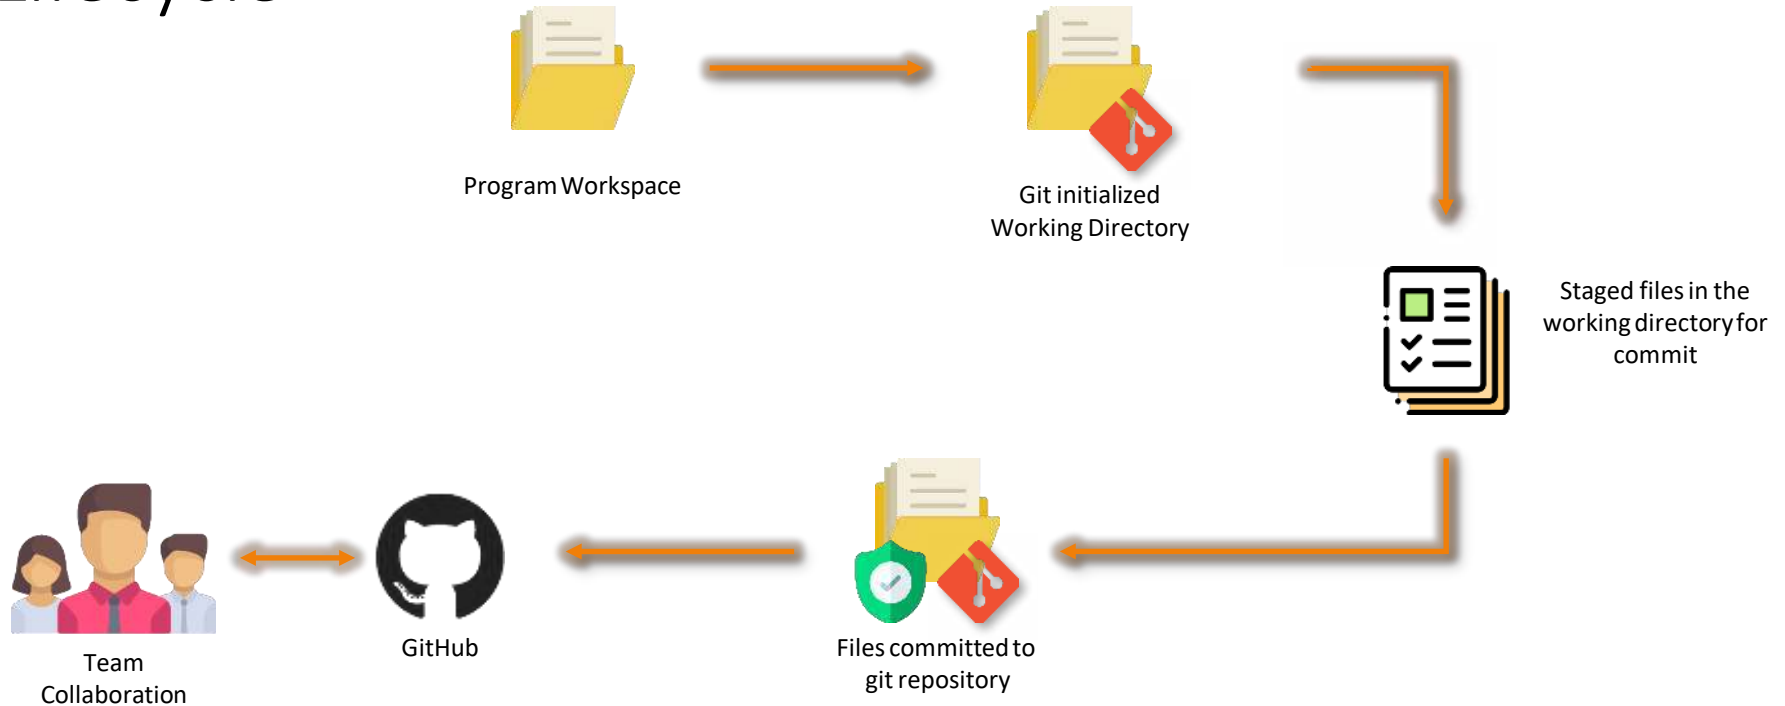 Lifecycle
Program Workspace
Git initialized
Working Directory
Staged files in the
working directory for
commit
Files committed to
git repository
GitHub
Team
Collaboration